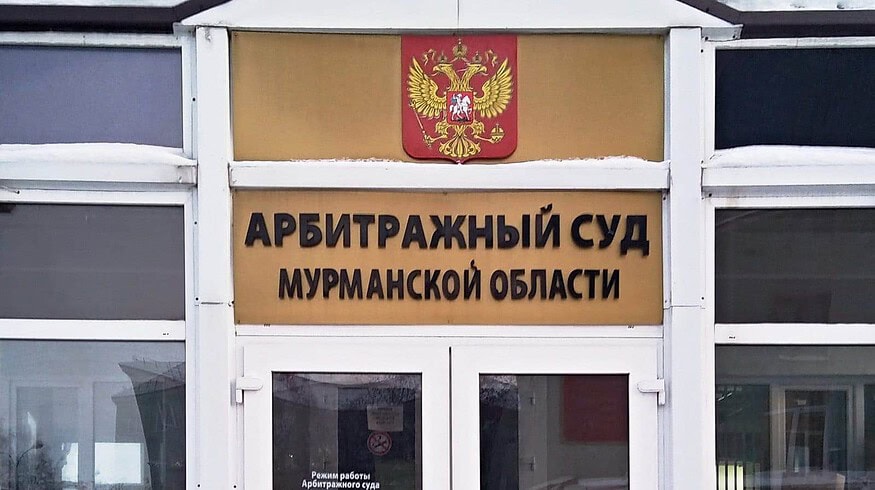 АРБИТРАЖНЫЙ СУД
МУРМАНСКОЙ ОБЛАСТИ
Режим работы
Арбитражного суда